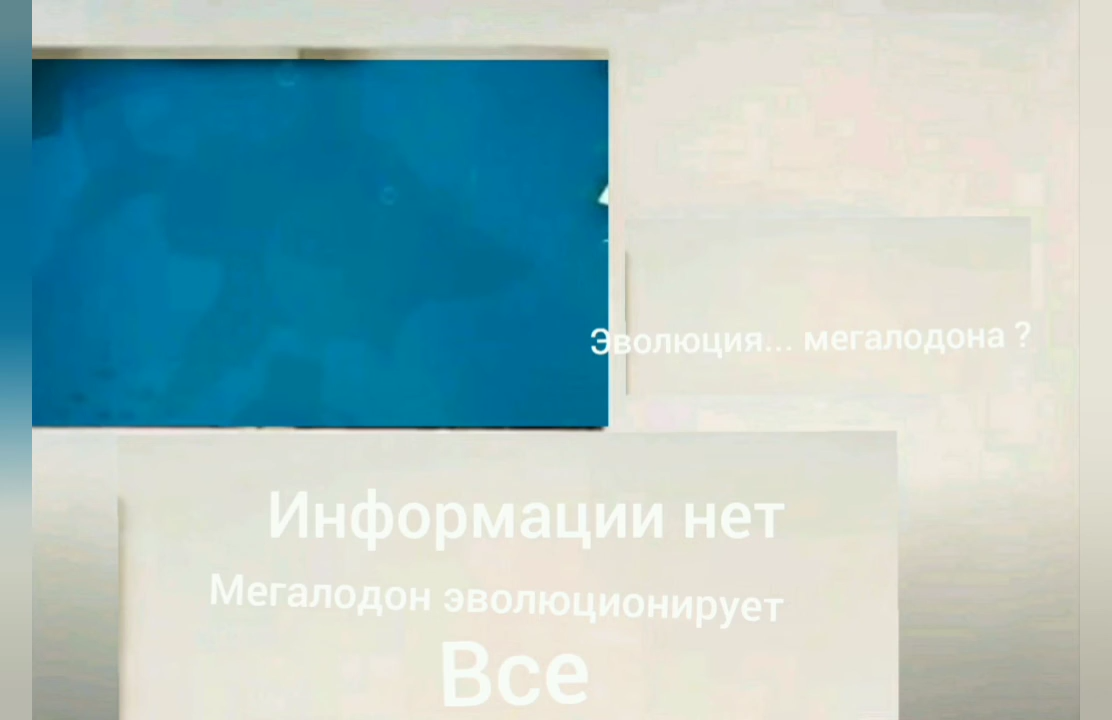 Эволюция... мегалодона ?
Информации нет
Мегалодон эволюционирует
Все